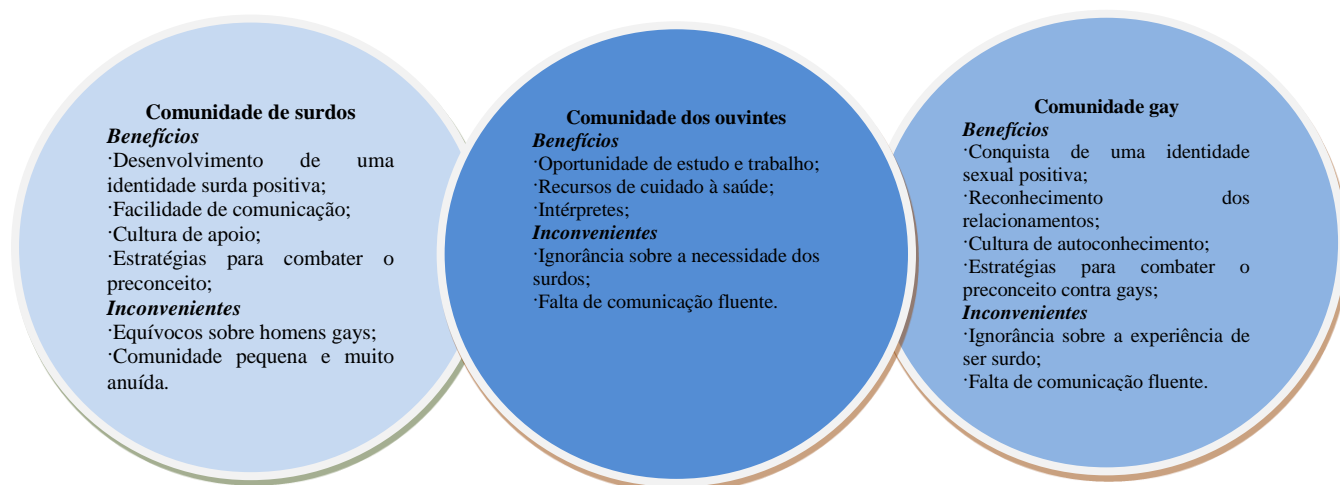 Comunidade de surdos
Benefícios
·Desenvolvimento de uma
identidade surda positiva;
·Facilidade de comunicação;
·Cultura de apoio;
·Estratégias para combater o
preconceito;
Inconvenientes
·Equívocos sobre homens gays;
·Comunidade pequena e muito
anuída.
Comunidade dos ouvintes
Benefícios
·Oportunidade de estudo e trabalho;
·Recursos de cuidado à saúde;
·Intérpretes;
Inconvenientes
·Ignorância sobre a necessidade dos
surdos;
·Falta de comunicação fluente.
Comunidade gay
Benefícios
·Conquista de uma identidade
sexual positiva;
·Reconhecimento dos
relacionamentos;
·Cultura de autoconhecimento;
·Estratégias para combater o
preconceito contra gays;
Inconvenientes
·Ignorância sobre a experiência de
ser surdo;
·Falta de comunicação fluente.